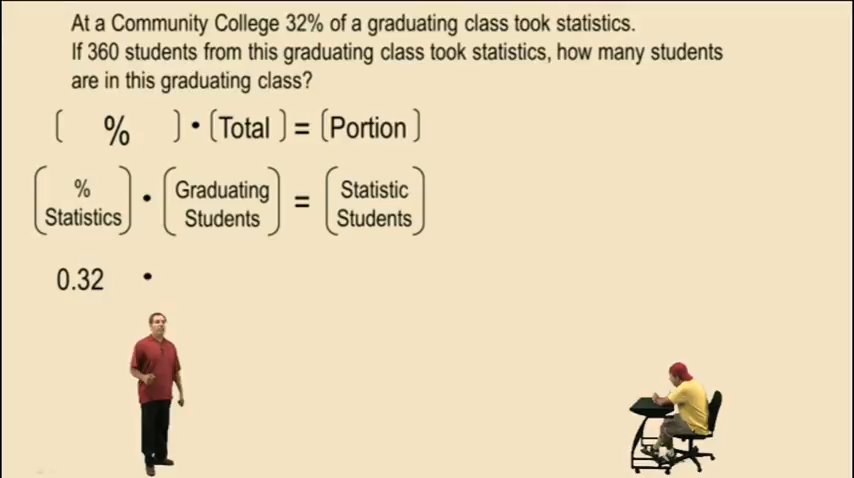 At a Community College 32% of a graduating class took statistics.
If 360 students from this graduating class took statistics, how many students
are in this graduating class?
( % ) • (Total) = (Portion)
(% Statistics) • (Graduating Students) = (Statistic Students)
0.32 •